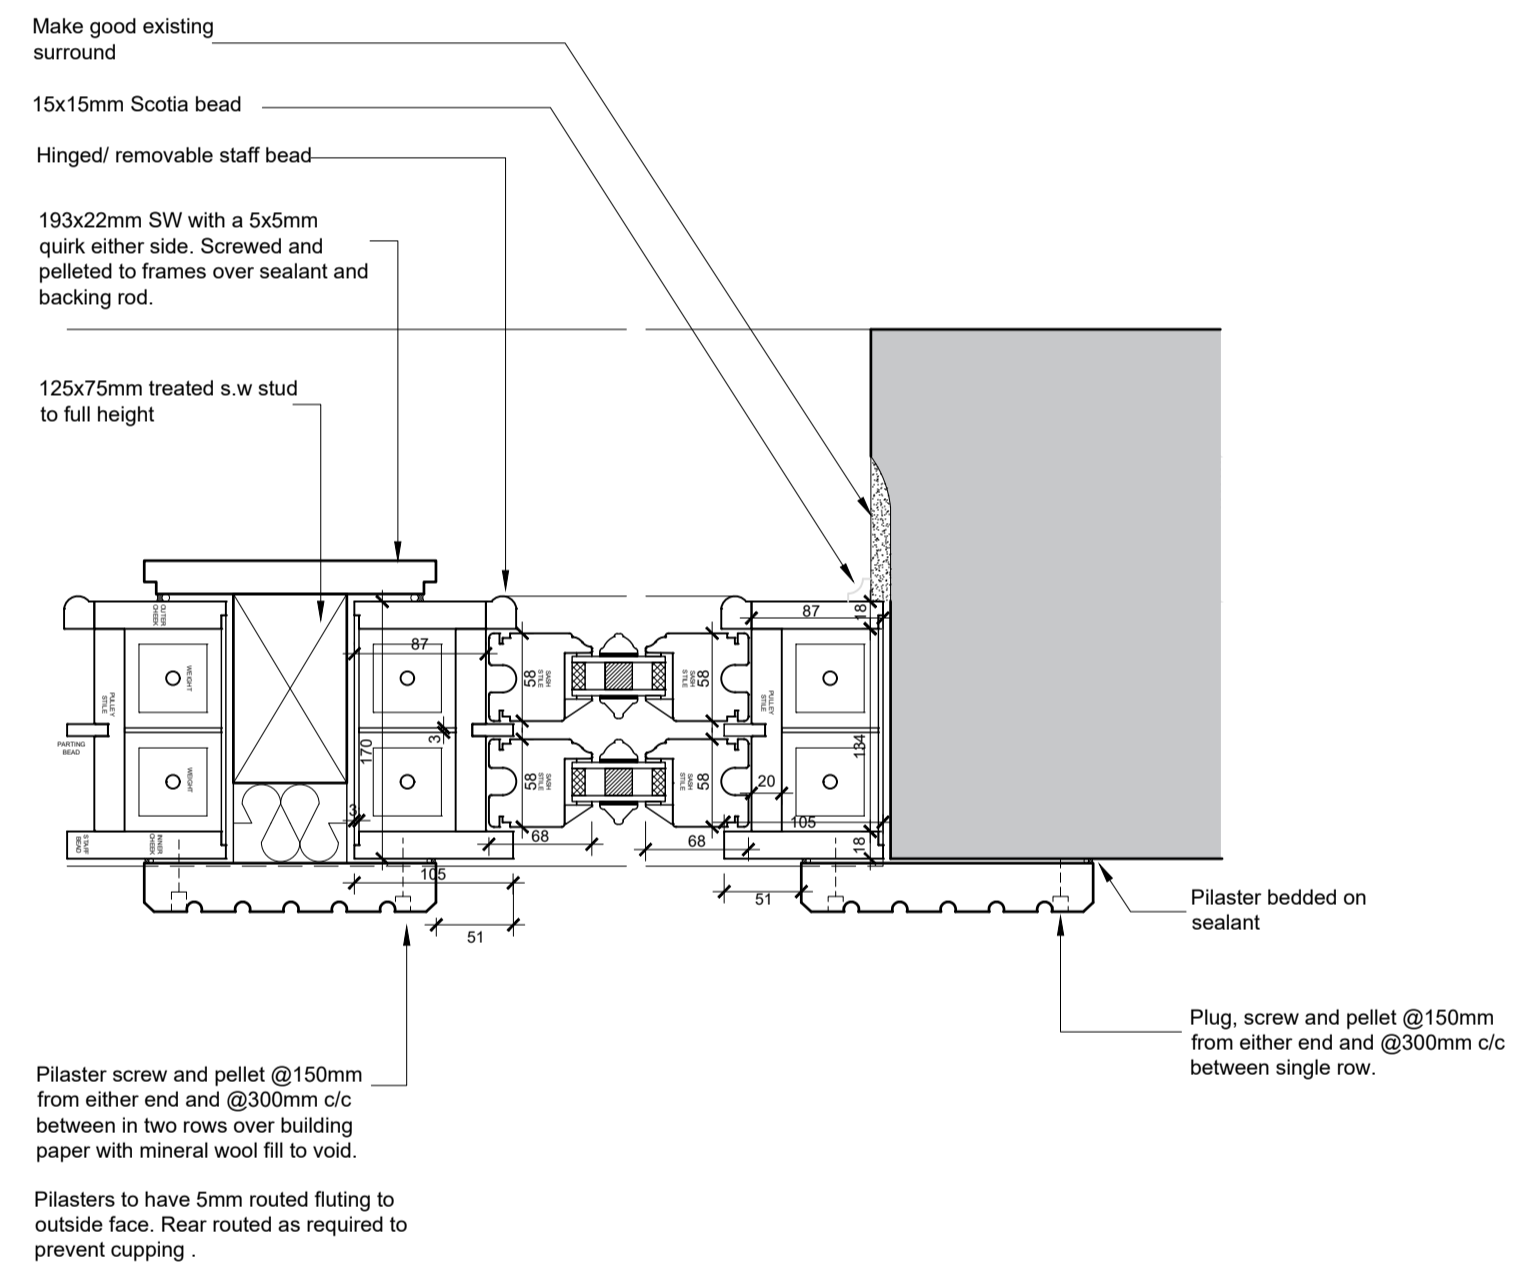 Make good existing
surround
15x15mm Scotia bead
Hinged/ removable staff bead
193x22mm SW with a 5x5mm
quirk either side. Screwed and
pelleted to frames over sealant and
backing rod.
125x75mm treated s.w stud
to full height
OUTER
CHEEK
WEIGHT
PULLEY
STILE
PARTING
BEAD
WEIGHT
STAFF
BEAD
INNER
CHEEK
87
170
3
3
58
SASH
STILE
58
SASH
STILE
68
105
51
87
18
SASH
STILE
58
PULLEY
STILE
SASH
STILE
58
20
134
105
18
68
51
Pilaster bedded on
sealant
Plug, screw and pellet @150mm
from either end and @300mm c/c
between single row.
Pilaster screw and pellet @150mm
from either end and @300mm c/c
between in two rows over building
paper with mineral wool fill to void.
Pilasters to have 5mm routed fluting to
outside face. Rear routed as required to
prevent cupping .